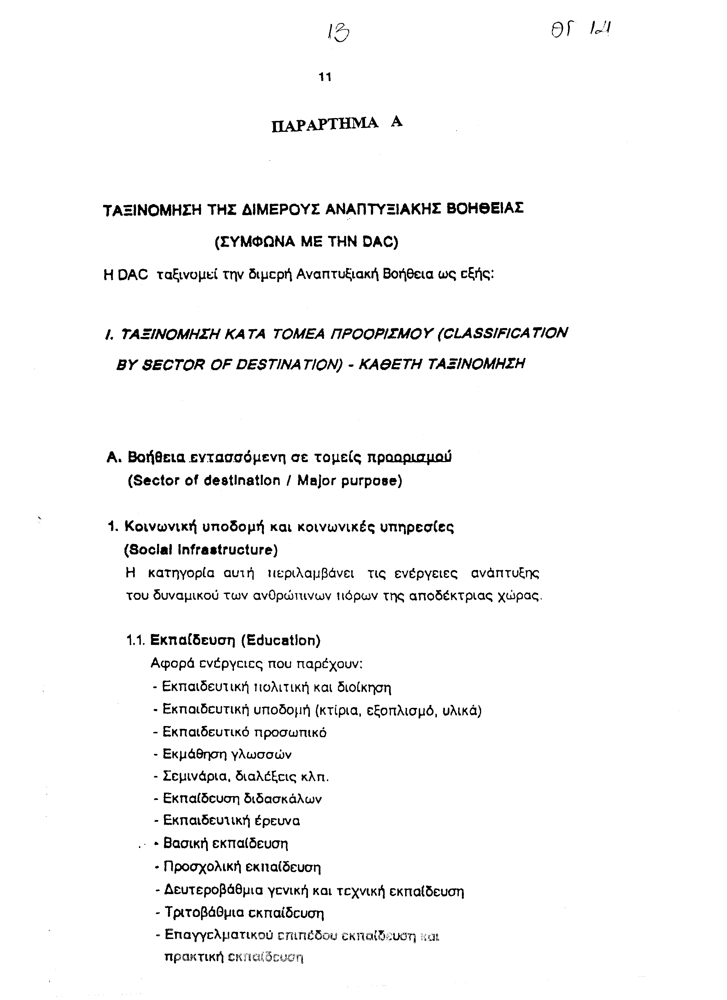 13
11
ΠΑΡΑΡΤΗΜΑ Α
ΤΑΞΙΝΟΜΗΣΗ ΤΗΣ ΔΙΜΕΡΟΥΣ ΑΝΑΠΤΥΞΙΑΚΗΣ ΒΟΗΘΕΙΑΣ
(ΣΥΜΦΩΝΑ ΜΕ ΤΗΝ DAC)
Η DAC ταξινομεί την διμερή Αναπτυξιακή Βοήθεια ως εξής:
Ι. ΤΑΞΙΝΟΜΗΣΗ ΚΑΤΑ ΤΟΜΕΑ ΠΡΟΟΡΙΣΜΟΥ (CLASSIFICATION
BY SECTOR OF DESTINATION) - ΚΑΘΕΤΗ ΤΑΞΙΝΟΜΗΣΗ
Α. Βοήθεια εντασσόμενη σε τομείς προορισμού
(Sector of destination / Major purpose)
1. Κοινωνική υποδομή και κοινωνικές υπηρεσίες
(Social Infrastructure)
Η κατηγορία αυτή περιλαμβάνει τις ενέργειες ανάπτυξης
του δυναμικού των ανθρώπινων πόρων της αποδέκτριας χώρας.
1.1. Εκπαίδευση (Education)
Αφορά ενέργειες που παρέχουν:
- Εκπαιδευτική πολιτική και διοίκηση
- Εκπαιδευτική υποδομή (κτίρια, εξοπλισμό, υλικά)
- Εκπαιδευτικό προσωπικό
- Εκμάθηση γλωσσών
- Σεμινάρια, διαλέξεις κλπ.
- Εκπαίδευση διδασκάλων
- Εκπαιδευτική έρευνα
- Βασική εκπαίδευση
- Προσχολική εκπαίδευση
- Δευτεροβάθμια γενική και τεχνική εκπαίδευση
- Τριτοβάθμια εκπαίδευση
- Επαγγελματικού επιπέδου εκπαίδευση και
πρακτική εκπαίδευση